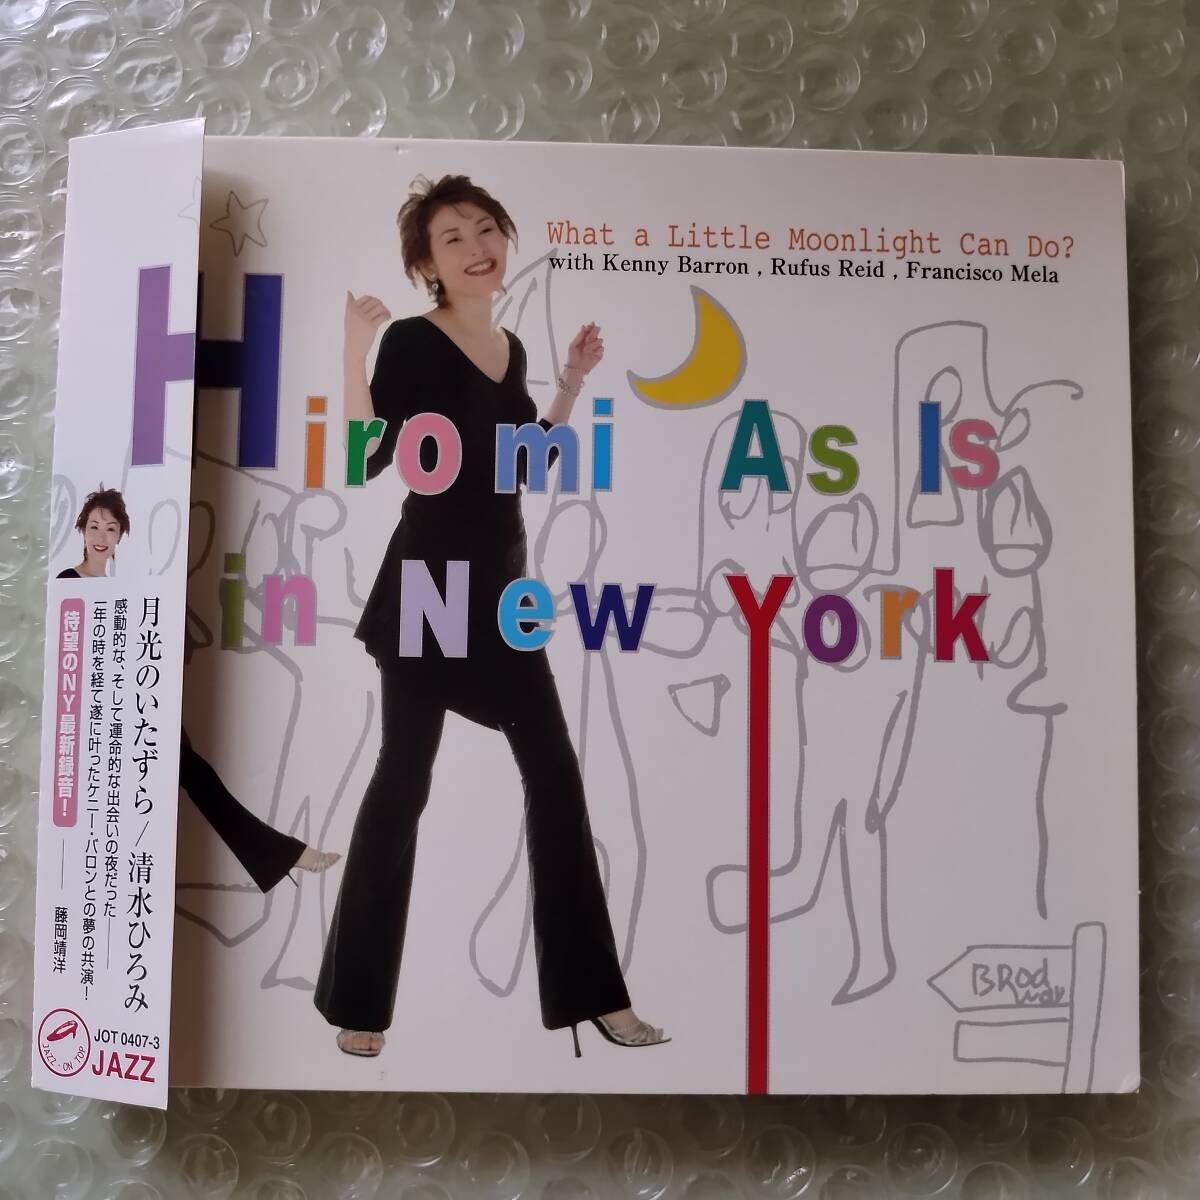 What a Little Moonlight Can Do?
with Kenny Barron , Rufus Reid , Francisco Mela
Hiromi As Is
in New York
BRod
way
月光のいたずら/清水ひろみ
感動的な、そして運命的な出会いの夜だった――
一年の時を経て遂に叶ったケニー・バロンとの夢の共演!
待望のNY最新録音!
―― 藤岡靖洋
JAZZ・ON TOP
JOT 0407-3
JAZZ